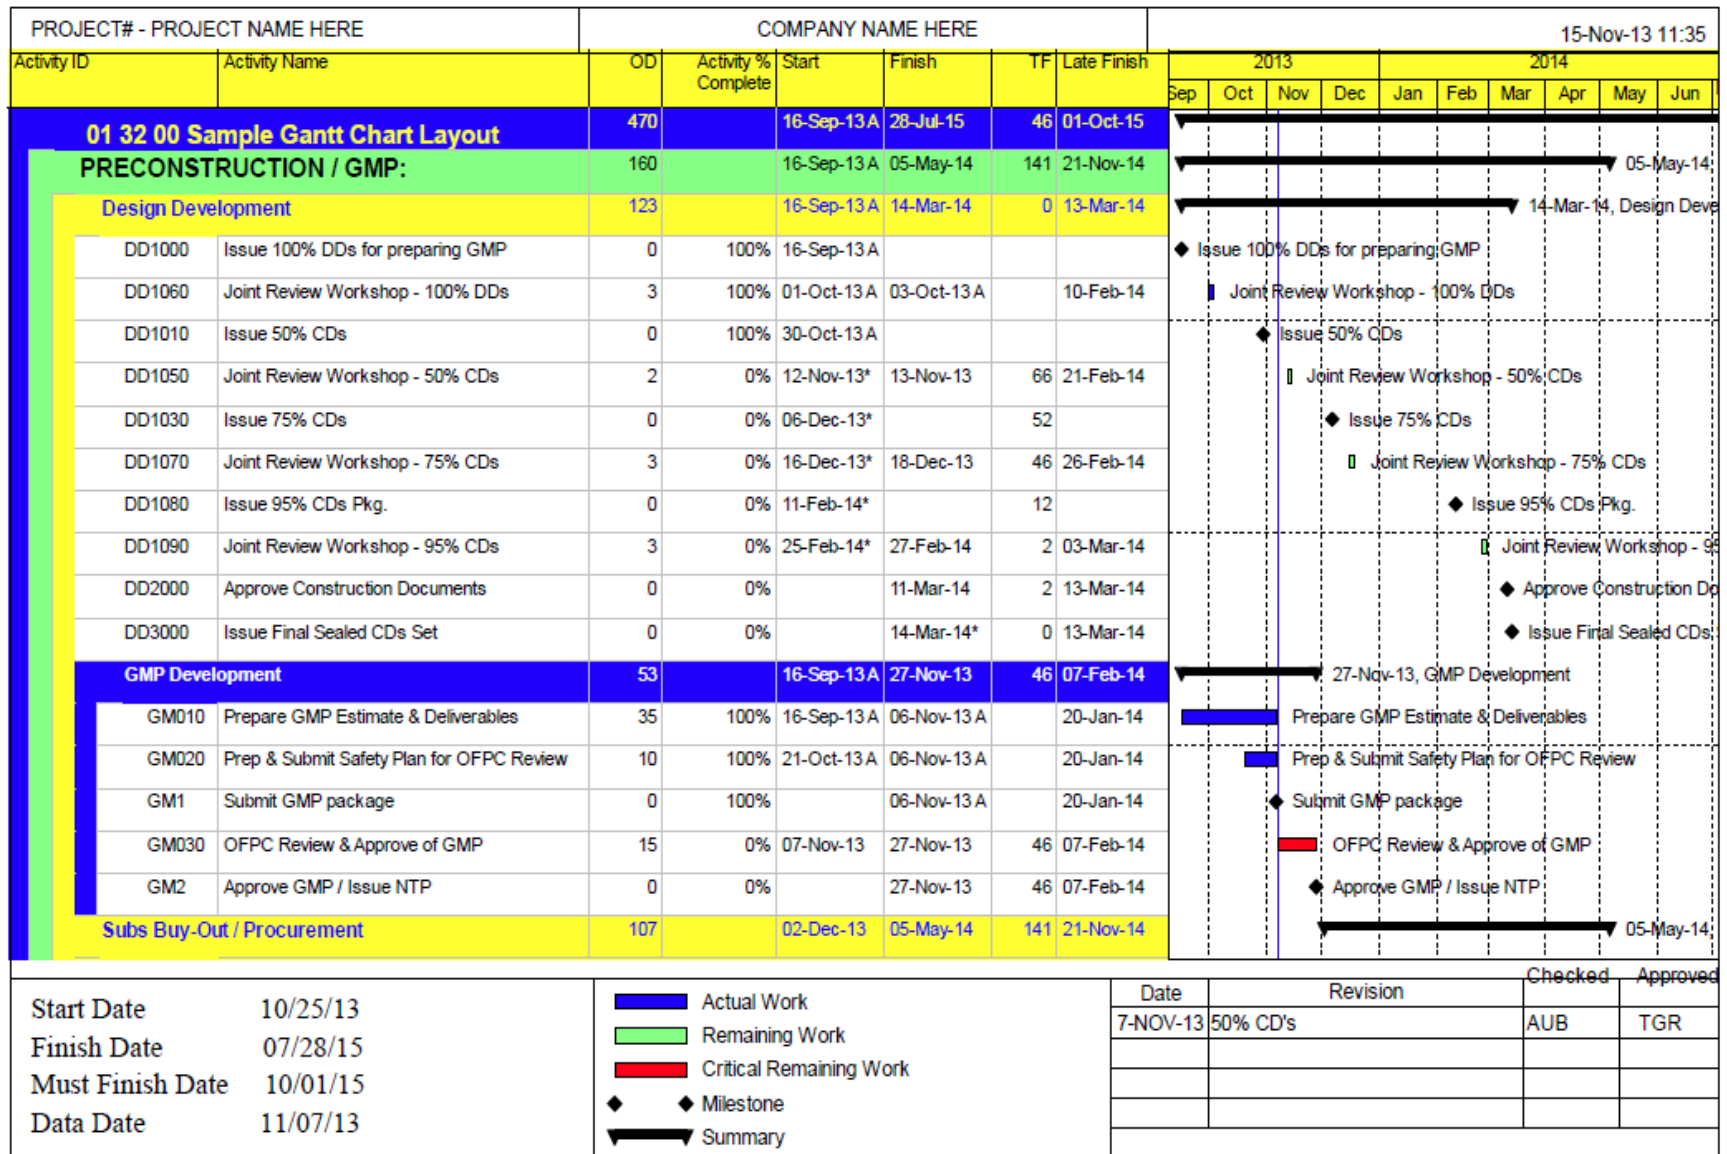 PROJECT# - PROJECT NAME HERE COMPANY NAME HERE 15-Nov-13 11:35
Activity ID Activity Name OD Activity % Complete Start Finish TF Late Finish 2013 2014
Sep Oct Nov Dec Jan Feb Mar Apr May Jun
01 32 00 Sample Gantt Chart Layout 470 16-Sep-13 A 28-Jul-15 46 01-Oct-15
PRECONSTRUCTION / GMP: 160 16-Sep-13 A 05-May-14 141 21-Nov-14 05-May-14,
Design Development 123 16-Sep-13 A 14-Mar-14 0 13-Mar-14 14-Mar-14, Design Deve
DD1000 Issue 100% DDs for preparing GMP 0 100% 16-Sep-13 A Issue 100% DDs for preparing GMP
DD1060 Joint Review Workshop - 100% DDs 3 100% 01-Oct-13 A 03-Oct-13 A 10-Feb-14 Joint Review Workshop - 100% DDs
DD1010 Issue 50% CDs 0 100% 30-Oct-13 A Issue 50% CDs
DD1050 Joint Review Workshop - 50% CDs 2 0% 12-Nov-13* 13-Nov-13 66 21-Feb-14 Joint Review Workshop - 50% CDs
DD1030 Issue 75% CDs 0 0% 06-Dec-13* 52 Issue 75% CDs
DD1070 Joint Review Workshop - 75% CDs 3 0% 16-Dec-13* 18-Dec-13 46 26-Feb-14 Joint Review Workshop - 75% CDs
DD1080 Issue 95% CDs Pkg. 0 0% 11-Feb-14* 12 Issue 95% CDs Pkg.
DD1090 Joint Review Workshop - 95% CDs 3 0% 25-Feb-14* 27-Feb-14 2 03-Mar-14 Joint Review Workshop - 95
DD2000 Approve Construction Documents 0 0% 11-Mar-14 2 13-Mar-14 Approve Construction Do
DD3000 Issue Final Sealed CDs Set 0 0% 14-Mar-14* 0 13-Mar-14 Issue Final Sealed CDs
GMP Development 53 16-Sep-13 A 27-Nov-13 46 07-Feb-14 27-Nov-13, GMP Development
GM010 Prepare GMP Estimate & Deliverables 35 100% 16-Sep-13 A 06-Nov-13 A 20-Jan-14 Prepare GMP Estimate & Deliverables
GM020 Prep & Submit Safety Plan for OFPC Review 10 100% 21-Oct-13 A 06-Nov-13 A 20-Jan-14 Prep & Submit Safety Plan for OFPC Review
GM1 Submit GMP package 0 100% 06-Nov-13 A 20-Jan-14 Submit GMP package
GM030 OFPC Review & Approve of GMP 15 0% 07-Nov-13 27-Nov-13 46 07-Feb-14 OFPC Review & Approve of GMP
GM2 Approve GMP / Issue NTP 0 0% 27-Nov-13 46 07-Feb-14 Approve GMP / Issue NTP
Subs Buy-Out / Procurement 107 02-Dec-13 05-May-14 141 21-Nov-14 05-May-14,
Start Date 10/25/13
Finish Date 07/28/15
Must Finish Date 10/01/15
Data Date 11/07/13
Actual Work
Remaining Work
Critical Remaining Work
Milestone
Summary
Date Revision Checked Approved
7-NOV-13 50% CD's AUB TGR